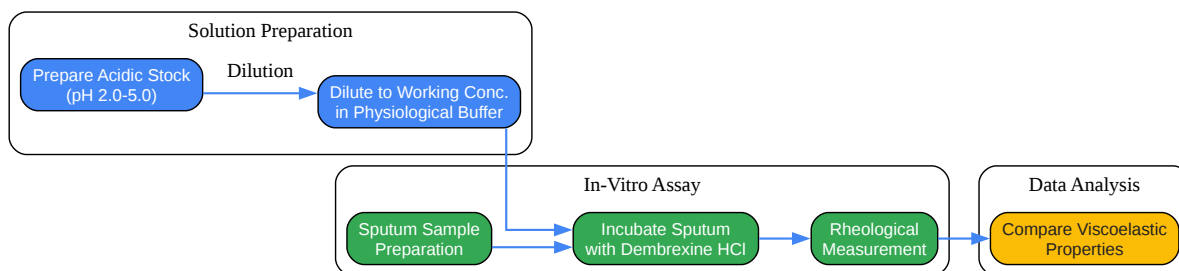 Solution Preparation
Prepare Acidic Stock
(pH 2.0-5.0)
Dilution
Dilute to Working Conc.
in Physiological Buffer
In-Vitro Assay
Sputum Sample
Preparation
Incubate Sputum
with Dembrexine HCl
Rheological
Measurement
Data Analysis
Compare Viscoelastic
Properties